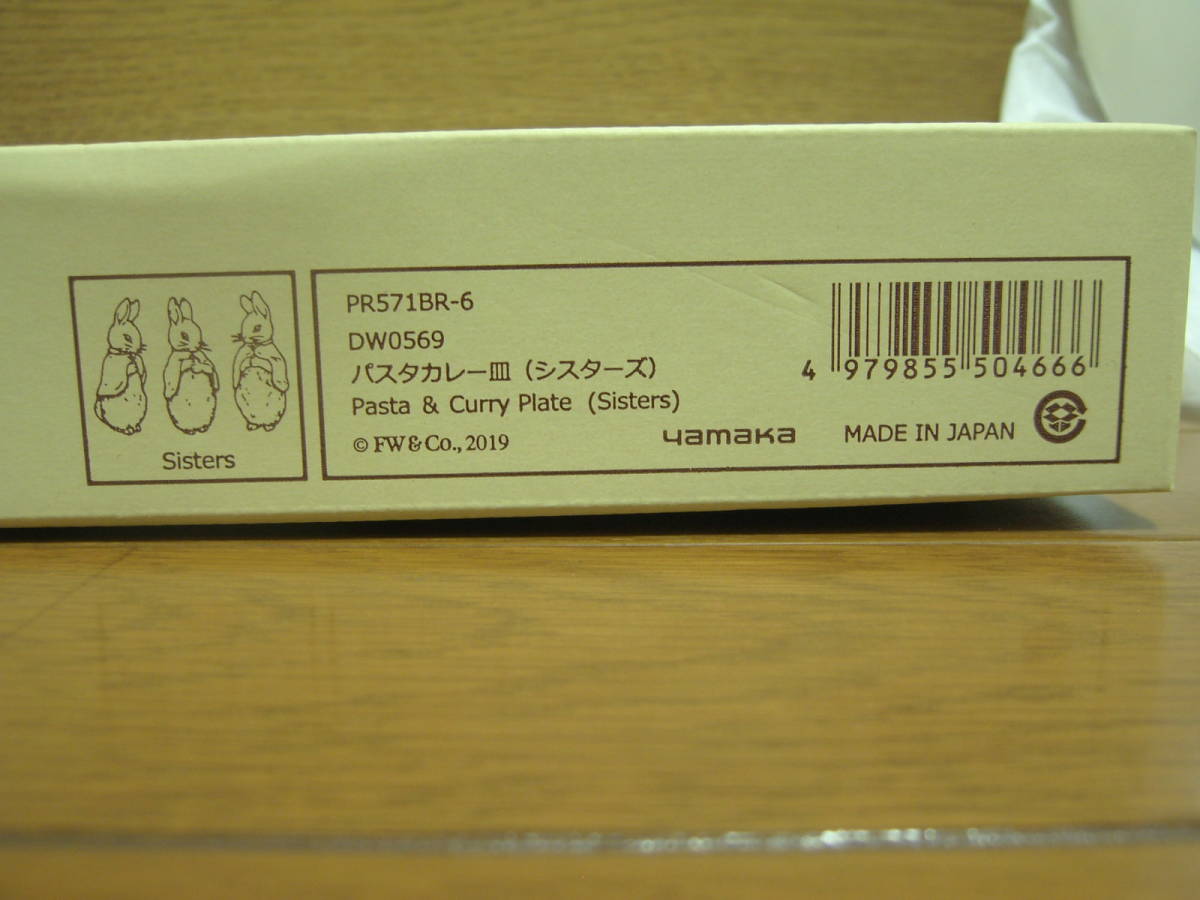 Sisters
PR571BR-6
DW0569
パスタカレー皿（シスターズ）
Pasta & Curry Plate (Sisters)
© FW&Co., 2019
yamaka
MADE IN JAPAN
4 979855 504666